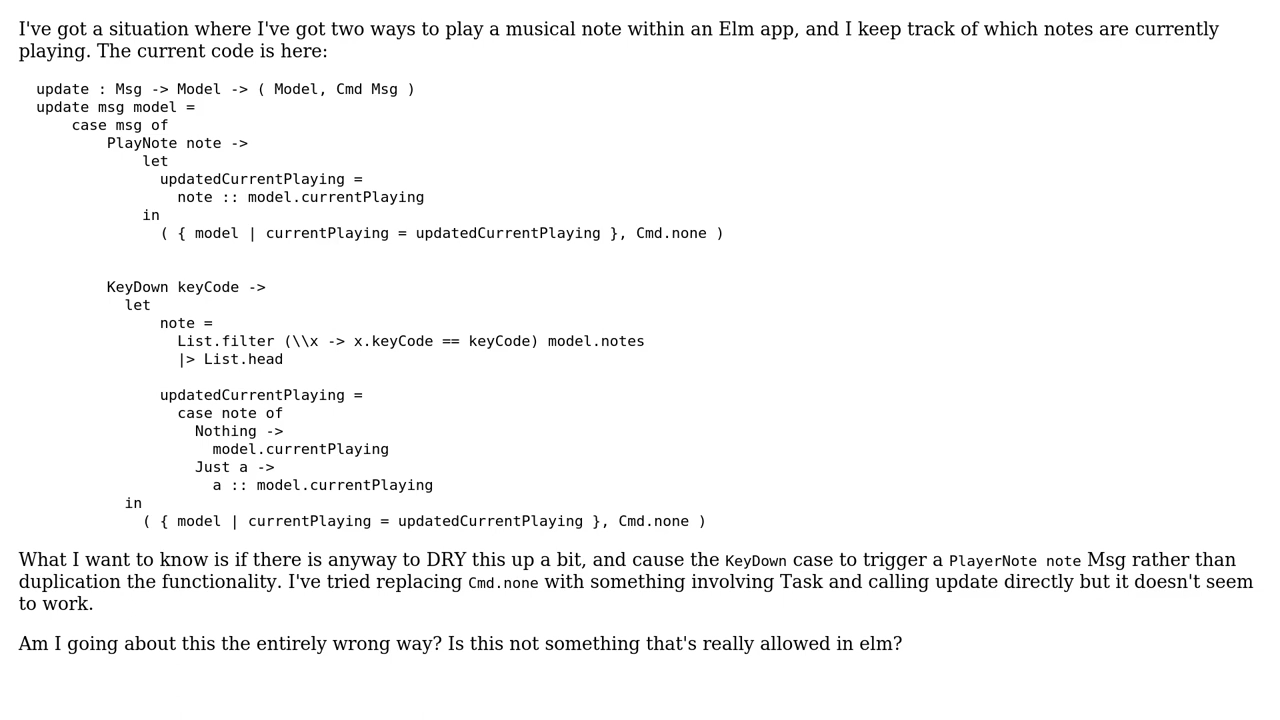 I've got a situation where I've got two ways to play a musical note within an Elm app, and I keep track of which notes are currently
playing. The current code is here:
update : Msg -> Model -> ( Model, Cmd Msg )
update msg model =
    case msg of
        PlayNote note ->
            let
              updatedCurrentPlaying =
                note :: model.currentPlaying
            in
              ( { model | currentPlaying = updatedCurrentPlaying }, Cmd.none )
        KeyDown keyCode ->
          let
              note =
                List.filter (\\x -> x.keyCode == keyCode) model.notes
                |> List.head
              updatedCurrentPlaying =
                case note of
                  Nothing ->
                    model.currentPlaying
                  Just a ->
                    a :: model.currentPlaying
          in
            ( { model | currentPlaying = updatedCurrentPlaying }, Cmd.none )
What I want to know is if there is anyway to DRY this up a bit, and cause the KeyDown case to trigger a PlayerNote note Msg rather than
duplication the functionality. I've tried replacing Cmd.none with something involving Task and calling update directly but it doesn't seem
to work.
Am I going about this the entirely wrong way? Is this not something that's really allowed in elm?